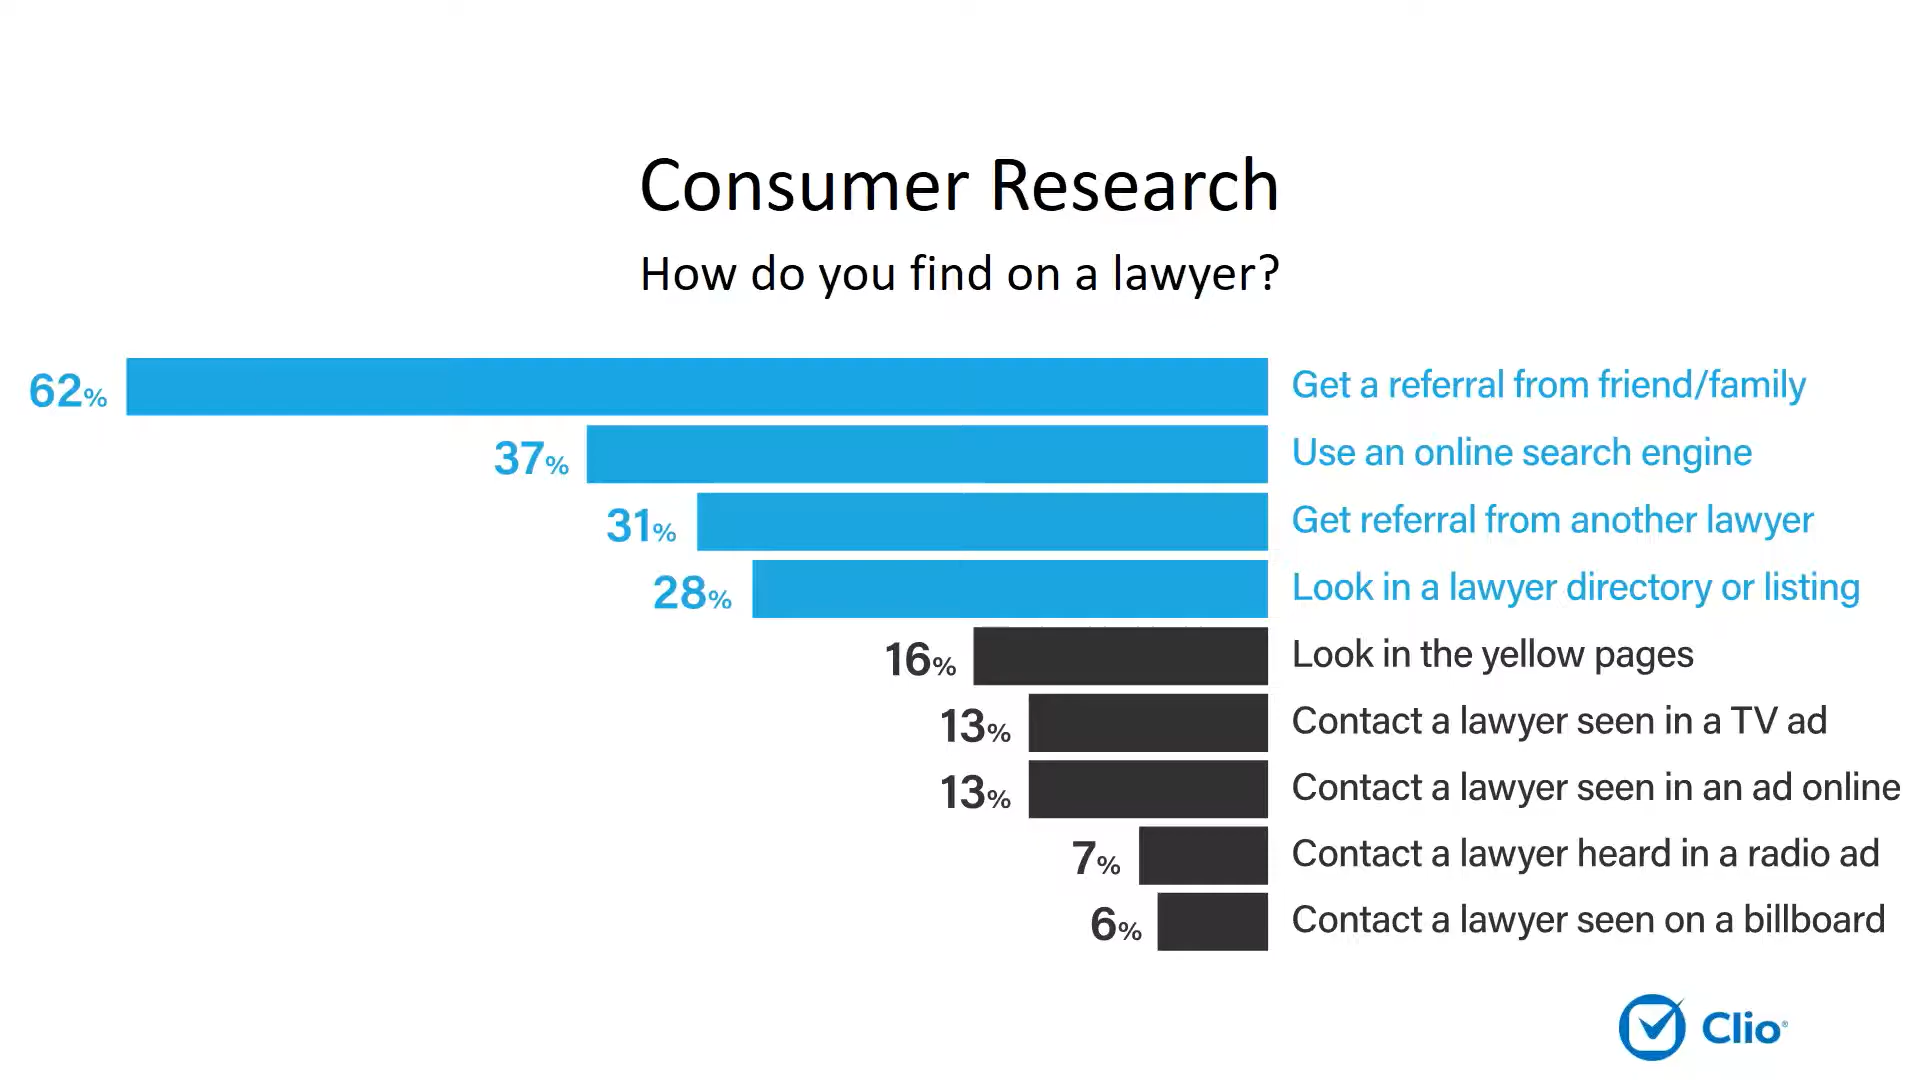 Consumer Research
How do you find on a lawyer?
62% Get a referral from friend/family
37% Use an online search engine
31% Get referral from another lawyer
28% Look in a lawyer directory or listing
16% Look in the yellow pages
13% Contact a lawyer seen in a TV ad
13% Contact a lawyer seen in an ad online
7% Contact a lawyer heard in a radio ad
6% Contact a lawyer seen on a billboard
Clio®